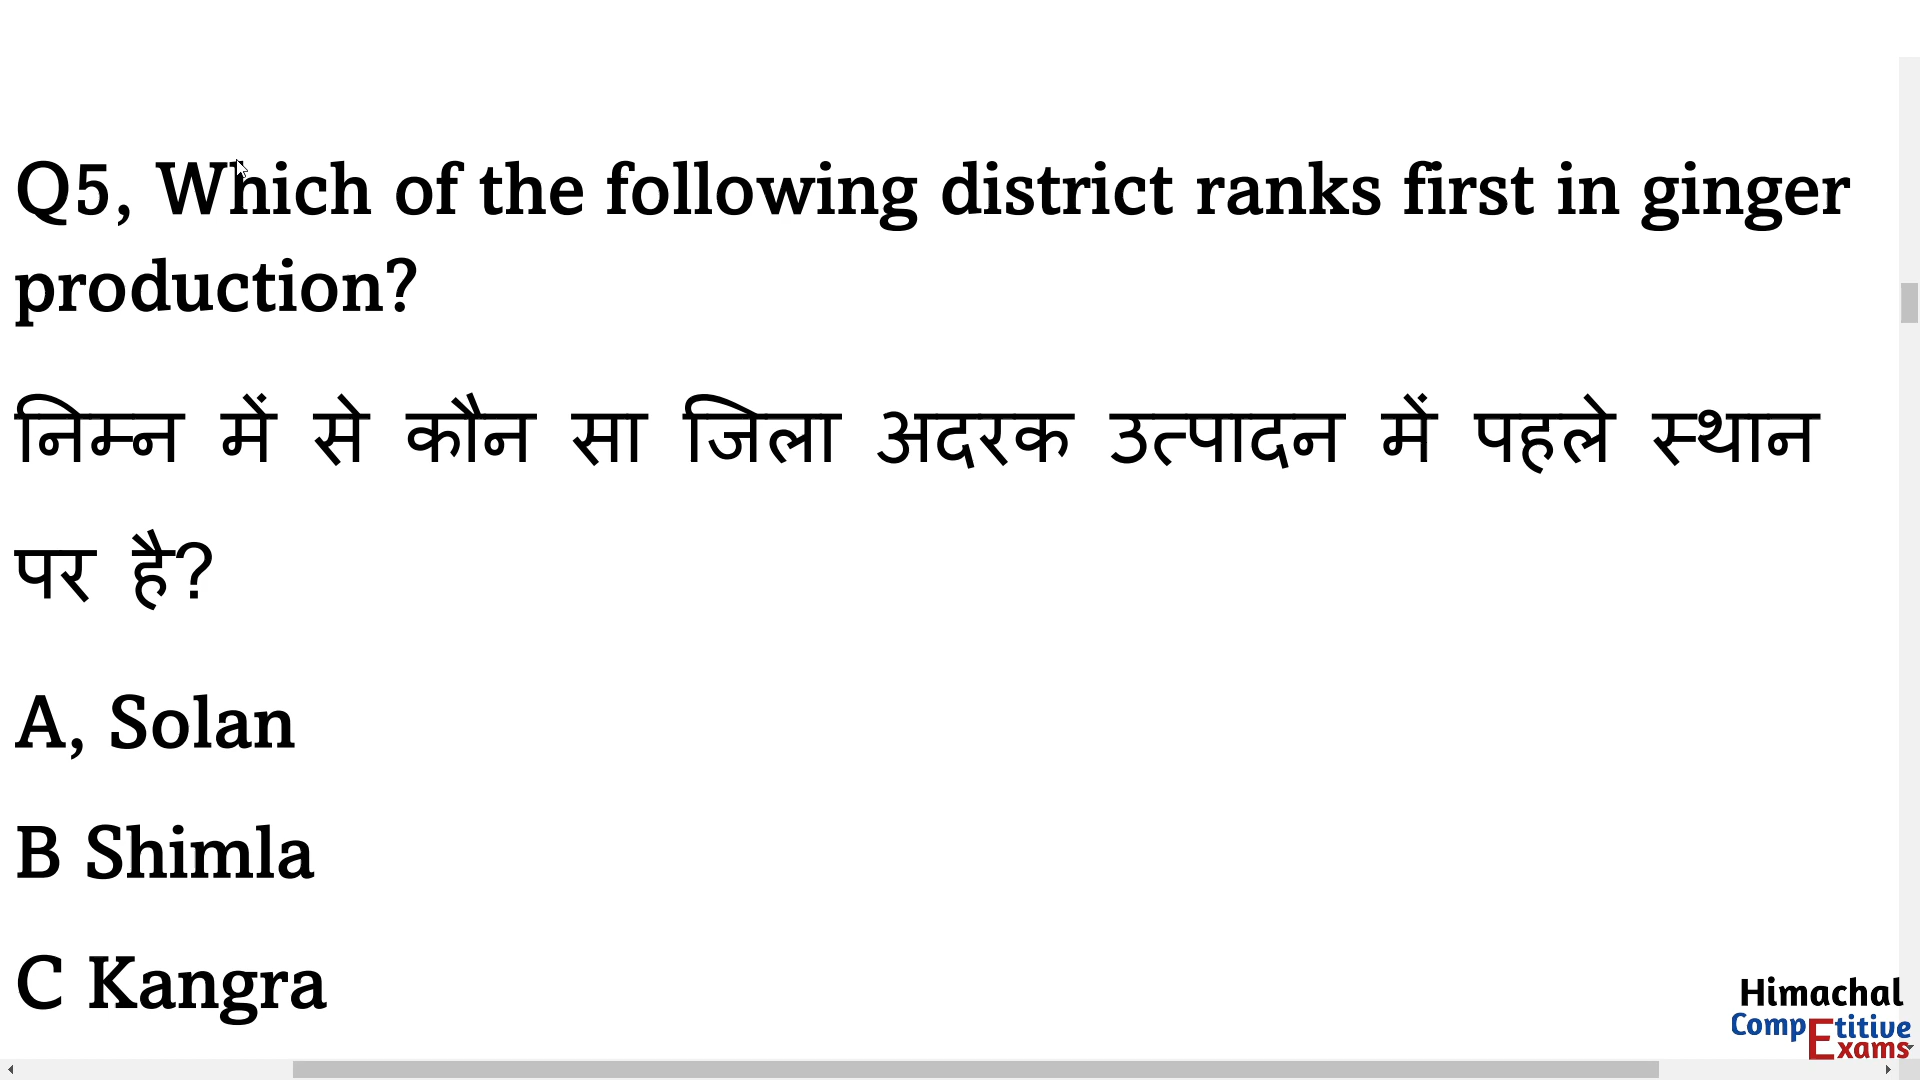 Q5, Which of the following district ranks first in ginger
production?
निम्न में से कौन सा जिला अदरक उत्पादन में पहले स्थान
पर है?
A, Solan
B Shimla
C Kangra
Himachal
CompEtitive
Exams